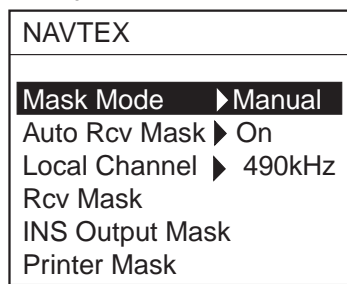 NAVTEX
Mask Mode ▶Manual
Auto Rcv Mask ▶ On
Local Channel ▶ 490kHz
Rcv Mask
INS Output Mask
Printer Mask